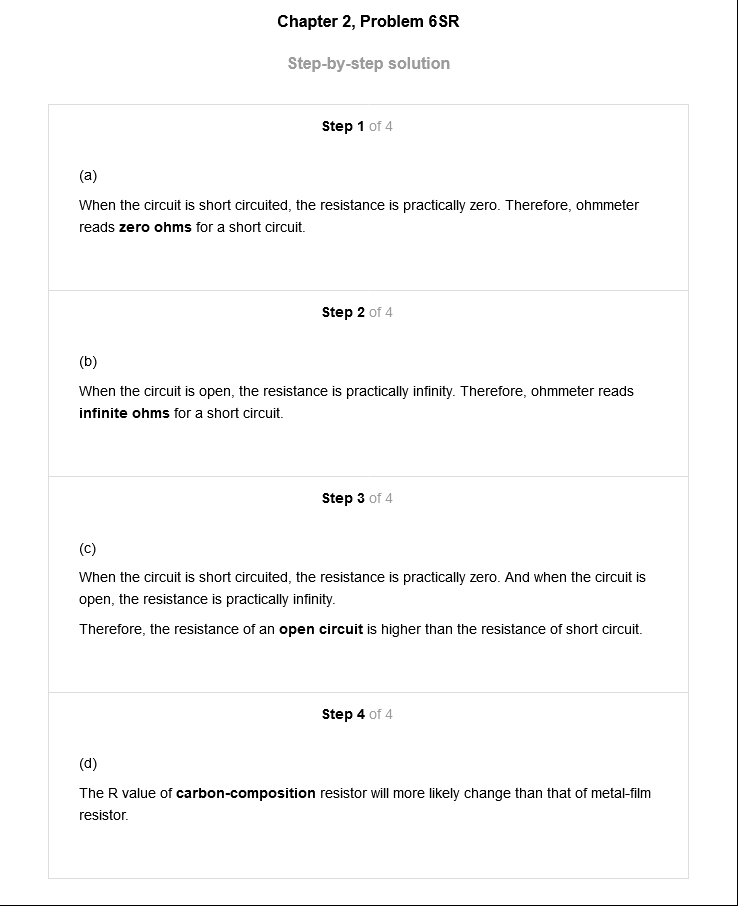 Chapter 2, Problem 6SR
Step-by-step solution
Step 1 of 4
(a)
When the circuit is short circuited, the resistance is practically zero. Therefore, ohmmeter
reads zero ohms for a short circuit.
Step 2 of 4
(b)
When the circuit is open, the resistance is practically infinity. Therefore, ohmmeter reads
infinite ohms for a short circuit.
Step 3 of 4
(c)
When the circuit is short circuited, the resistance is practically zero. And when the circuit is
open, the resistance is practically infinity.
Therefore, the resistance of an open circuit is higher than the resistance of short circuit.
Step 4 of 4
(d)
The R value of carbon-composition resistor will more likely change than that of metal-film
resistor.